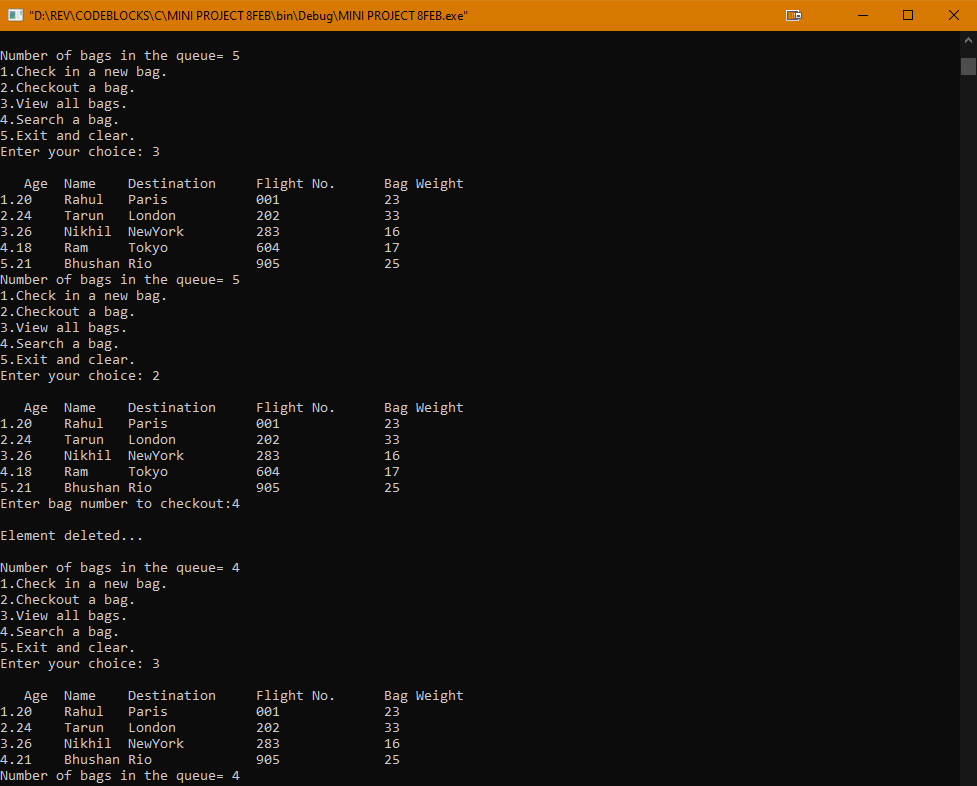 "D:\REV\CODEBLOCKS\C\MINI PROJECT 8FEB\bin\Debug\MINI PROJECT 8FEB.exe"
Number of bags in the queue= 5
1.Check in a new bag.
2.Checkout a bag.
3.View all bags.
4.Search a bag.
5.Exit and clear.
Enter your choice: 3
Age Name Destination Flight No. Bag Weight
1.20 Rahul Paris 001 23
2.24 Tarun London 202 33
3.26 Nikhil NewYork 283 16
4.18 Ram Tokyo 604 17
5.21 Bhushan Rio 905 25
Number of bags in the queue= 5
1.Check in a new bag.
2.Checkout a bag.
3.View all bags.
4.Search a bag.
5.Exit and clear.
Enter your choice: 2
Age Name Destination Flight No. Bag Weight
1.20 Rahul Paris 001 23
2.24 Tarun London 202 33
3.26 Nikhil NewYork 283 16
4.18 Ram Tokyo 604 17
5.21 Bhushan Rio 905 25
Enter bag number to checkout:4
Element deleted...
Number of bags in the queue= 4
1.Check in a new bag.
2.Checkout a bag.
3.View all bags.
4.Search a bag.
5.Exit and clear.
Enter your choice: 3
Age Name Destination Flight No. Bag Weight
1.20 Rahul Paris 001 23
2.24 Tarun London 202 33
3.26 Nikhil NewYork 283 16
4.21 Bhushan Rio 905 25
Number of bags in the queue= 4